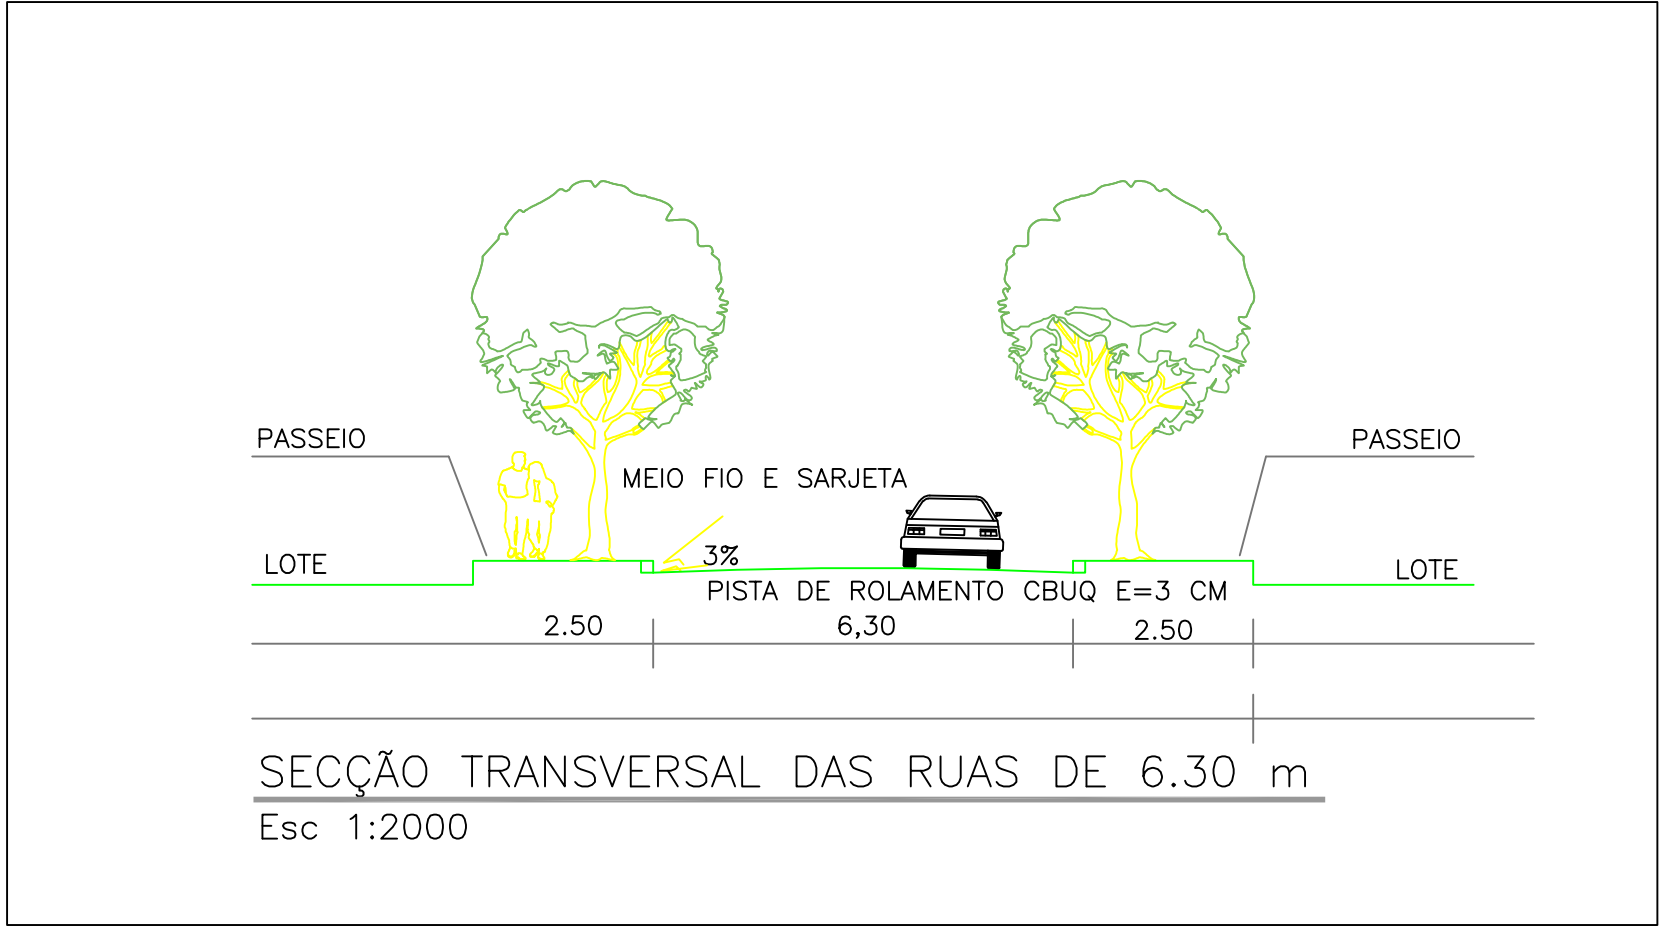 PASSEIO
PASSEIO
MEIO FIO E SARJETA
3%
LOTE
LOTE
PISTA DE ROLAMENTO CBUQ E=3 CM
2.50
6,30
2.50
SECÇÃO TRANSVERSAL DAS RUAS DE 6.30 m
Esc 1:2000